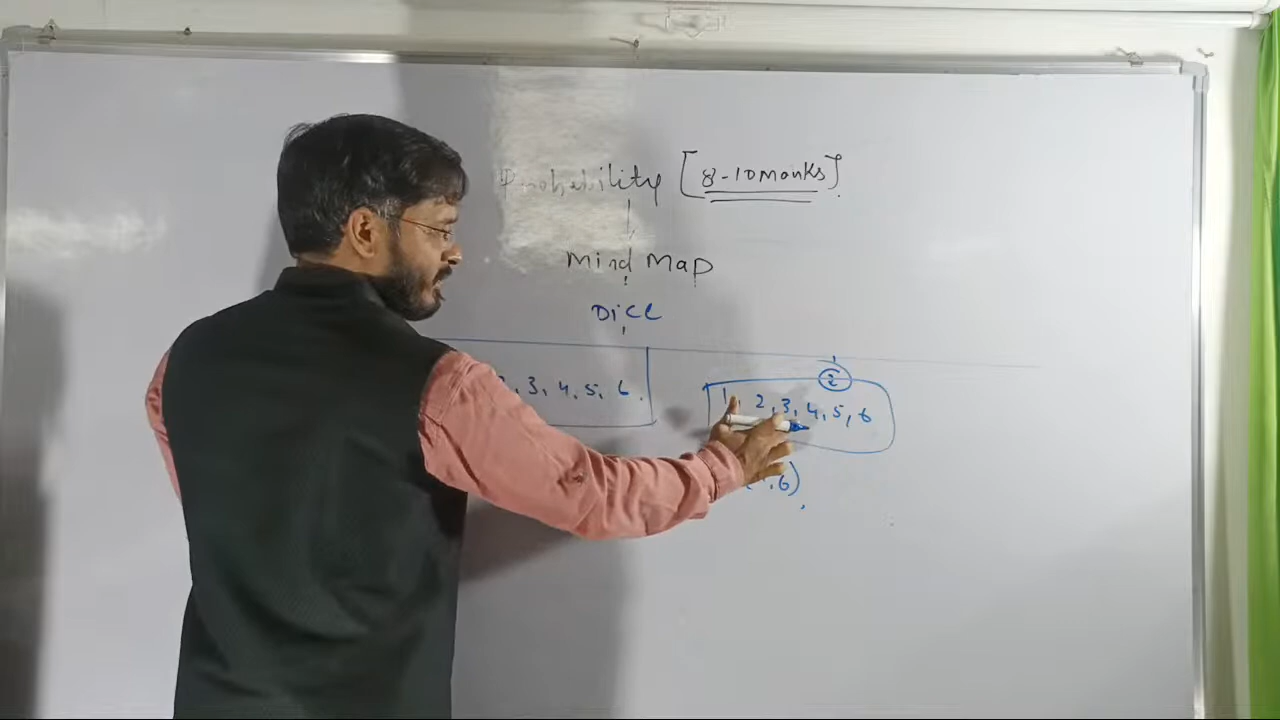 Probability [8-10 marks]
Mind Map
Dice
, 3, 4, 5, 6.
2
1, 2, 3, 4, 5, 6
,6)
,